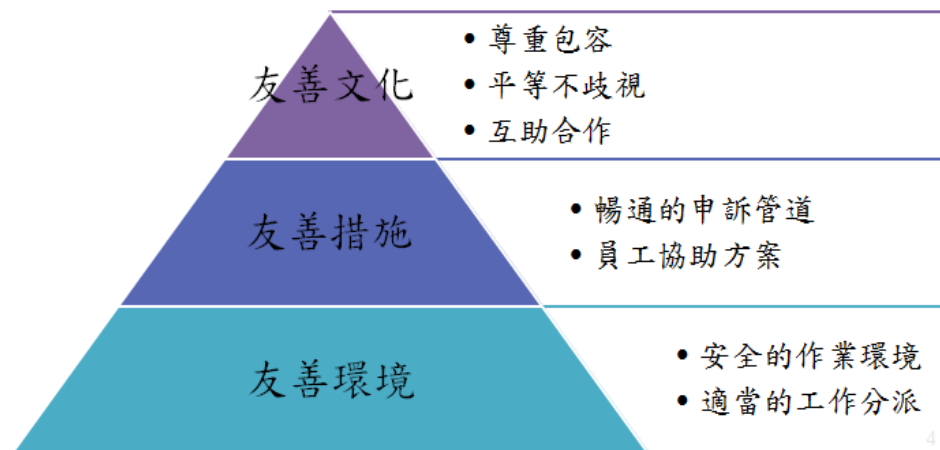 友善文化
• 尊重包容
• 平等不歧視
• 互助合作
友善措施
• 暢通的申訴管道
• 員工協助方案
友善環境
• 安全的作業環境
• 適當的工作分派
4